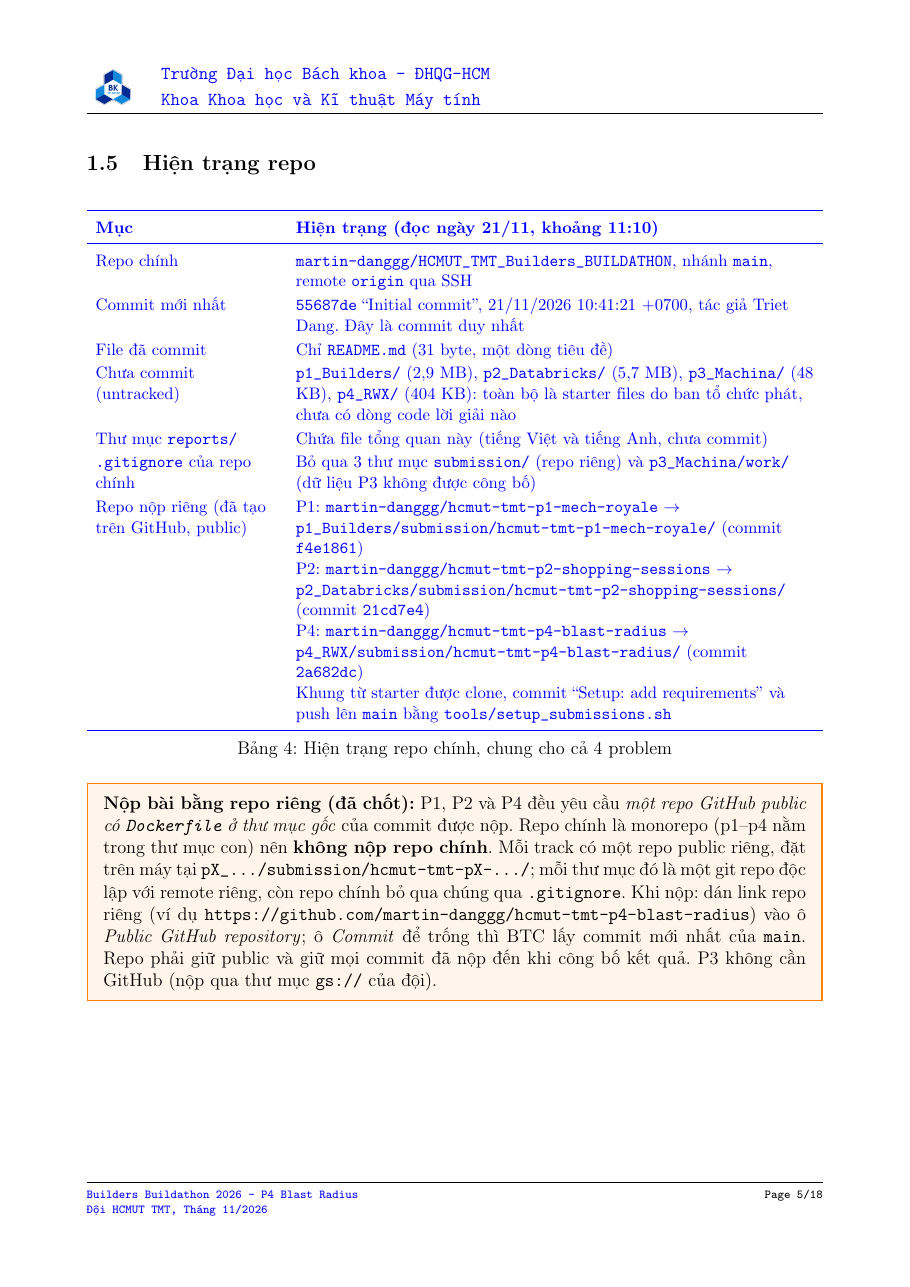 BK
Trường Đại học Bách khoa - ĐHQG-HCM
Khoa Khoa học và Kĩ thuật Máy tính
1.5 Hiện trạng repo
Mục Hiện trạng (đọc ngày 21/11, khoảng 11:10)
Repo chính martin-danggg/HCMUT_TMT_Builders_BUILDATHON, nhánh main,
remote origin qua SSH
Commit mới nhất 55687de “Initial commit”, 21/11/2026 10:41:21 +0700, tác giả Triet
Dang. Đây là commit duy nhất
File đã commit Chỉ README.md (31 byte, một dòng tiêu đề)
Chưa commit p1_Builders/ (2,9 MB), p2_Databricks/ (5,7 MB), p3_Machina/ (48
(untracked) KB), p4_RWX/ (404 KB): toàn bộ là starter files do ban tổ chức phát,
chưa có dòng code lời giải nào
Thư mục reports/ Chứa file tổng quan này (tiếng Việt và tiếng Anh, chưa commit)
.gitignore của repo Bỏ qua 3 thư mục submission/ (repo riêng) và p3_Machina/work/
chính (dữ liệu P3 không được công bố)
Repo nộp riêng (đã tạo P1: martin-danggg/hcmut-tmt-p1-mech-royale →
trên GitHub, public) p1_Builders/submission/hcmut-tmt-p1-mech-royale/ (commit
f4e1861)
P2: martin-danggg/hcmut-tmt-p2-shopping-sessions →
p2_Databricks/submission/hcmut-tmt-p2-shopping-sessions/
(commit 21cd7e4)
P4: martin-danggg/hcmut-tmt-p4-blast-radius →
p4_RWX/submission/hcmut-tmt-p4-blast-radius/ (commit
2a682dc)
Khung từ starter được clone, commit “Setup: add requirements” và
push lên main bằng tools/setup_submissions.sh
Bảng 4: Hiện trạng repo chính, chung cho cả 4 problem
Nộp bài bằng repo riêng (đã chốt): P1, P2 và P4 đều yêu cầu một repo GitHub public
có Dockerfile ở thư mục gốc của commit được nộp. Repo chính là monorepo (p1–p4 nằm
trong thư mục con) nên không nộp repo chính. Mỗi track có một repo public riêng, đặt
trên máy tại pX_.../submission/hcmut-tmt-pX-.../; mỗi thư mục đó là một git repo độc
lập với remote riêng, còn repo chính bỏ qua chúng qua .gitignore. Khi nộp: dán link repo
riêng (ví dụ https://github.com/martin-danggg/hcmut-tmt-p4-blast-radius) vào ô
Public GitHub repository; ô Commit để trống thì BTC lấy commit mới nhất của main.
Repo phải giữ public và giữ mọi commit đã nộp đến khi công bố kết quả. P3 không cần
GitHub (nộp qua thư mục gs:// của đội).
Builders Buildathon 2026 - P4 Blast Radius Page 5/18
Đội HCMUT TMT, Tháng 11/2026